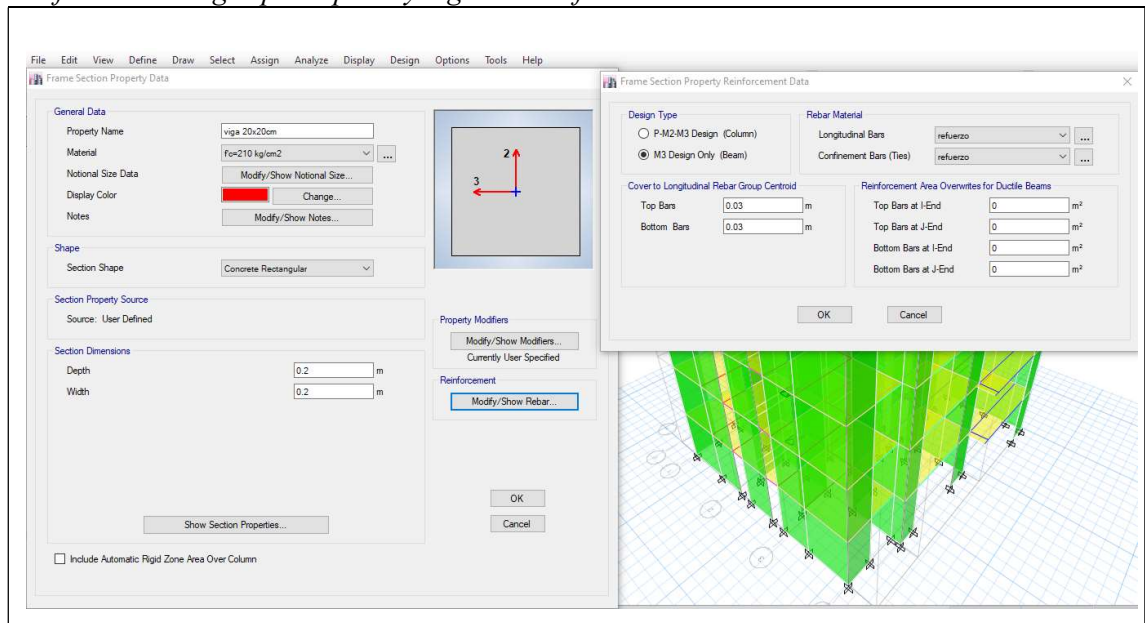 File Edit View Define Draw Select Assign Analyze Display Design Options Tools Help
Frame Section Property Data
General Data
Property Name viga 20x20cm
Material Fc=210 kg/cm2 ...
Notional Size Data Modify/Show Notional Size...
Display Color Change...
Notes Modify/Show Notes...
Shape
Section Shape Concrete Rectangular
Section Property Source
Source: User Defined
Section Dimensions
Depth 0.2 m
Width 0.2 m
Show Section Properties...
Include Automatic Rigid Zone Area Over Column
2
3
Property Modifiers
Modify/Show Modifiers...
Currently User Specified
Reinforcement
Modify/Show Rebar...
OK
Cancel
Frame Section Property Reinforcement Data
Design Type
P-M2-M3 Design (Column)
M3 Design Only (Beam)
Rebar Material
Longitudinal Bars refuerzo ...
Confinement Bars (Ties) refuerzo ...
Cover to Longitudinal Rebar Group Centroid
Top Bars 0.03 m
Bottom Bars 0.03 m
Reinforcement Area Overwrites for Ductile Beams
Top Bars at I-End 0 m²
Top Bars at J-End 0 m²
Bottom Bars at I-End 0 m²
Bottom Bars at J-End 0 m²
OK Cancel